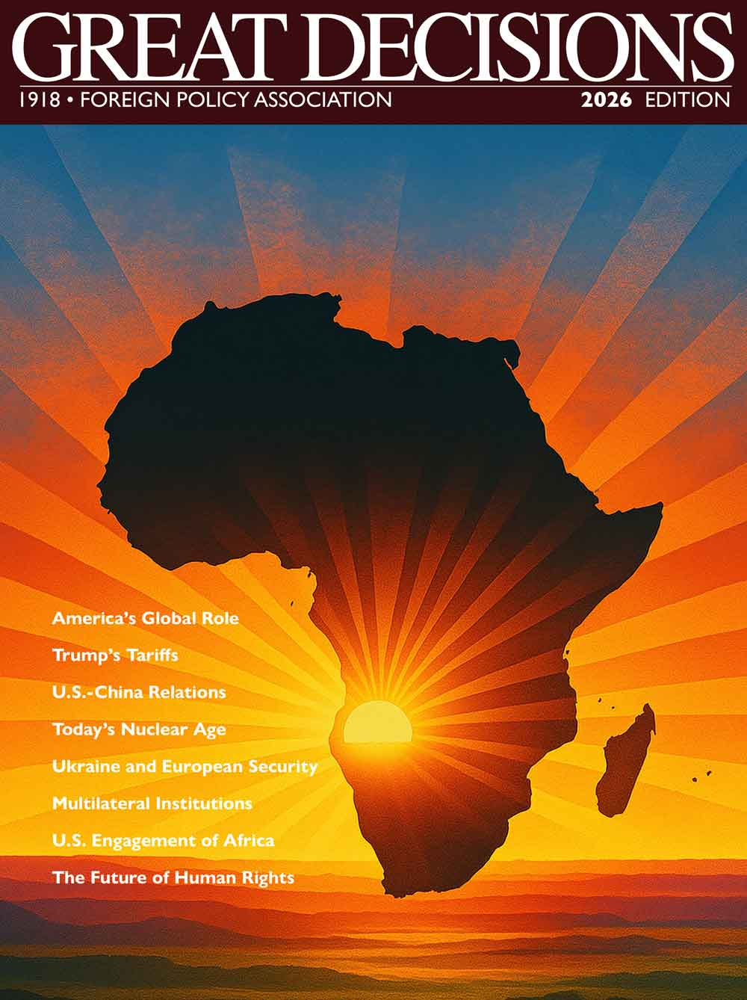 GREAT DECISIONS
1918 • FOREIGN POLICY ASSOCIATION
2026 EDITION
America's Global Role
Trump's Tariffs
U.S.-China Relations
Today's Nuclear Age
Ukraine and European Security
Multilateral Institutions
U.S. Engagement of Africa
The Future of Human Rights